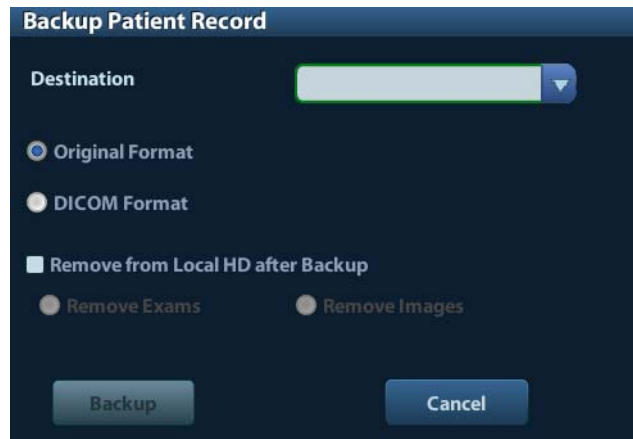 Backup Patient Record
Destination
Original Format
DICOM Format
Remove from Local HD after Backup
Remove Exams Remove Images
Backup Cancel